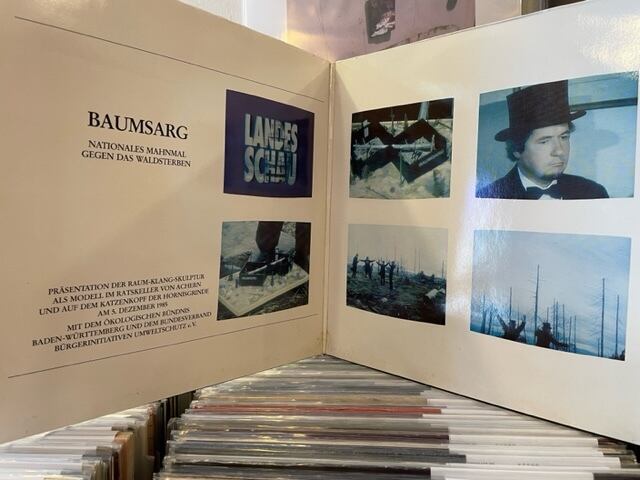 BAUMSARG
NATIONALES MAHNMAL
GEGEN DAS WALDSTERBEN
LANDES
SCHAU
PRÄSENTATION DER RAUM-KLANG-SKULPTUR
ALS MODELL IM RATSKELLER VON ACHERN
UND AUF DEM KATZENKOPF DER HORNISGRINDE
AM 5. DEZEMBER 1985
MIT DEM ÖKOLOGISCHEN BÜNDNIS
BADEN-WÜRTTEMBERG UND DEM BUNDESVERBAND
BÜRGERINITIATIVEN UMWELTSCHUTZ e.V.